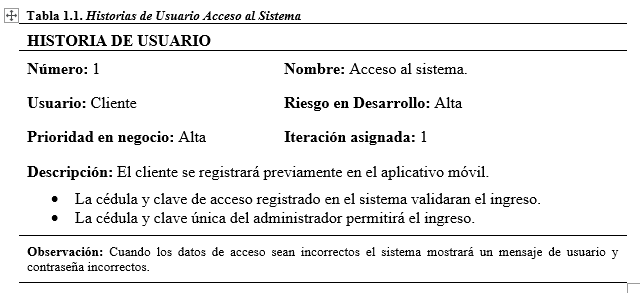 Tabla 1.1. Historias de Usuario Acceso al Sistema
HISTORIA DE USUARIO
Número: 1 Nombre: Acceso al sistema.
Usuario: Cliente Riesgo en Desarrollo: Alta
Prioridad en negocio: Alta Iteración asignada: 1
Descripción: El cliente se registrará previamente en el aplicativo móvil.
• La cédula y clave de acceso registrado en el sistema validaran el ingreso.
• La cédula y clave única del administrador permitirá el ingreso.
Observación: Cuando los datos de acceso sean incorrectos el sistema mostrará un mensaje de usuario y
contraseña incorrectos.